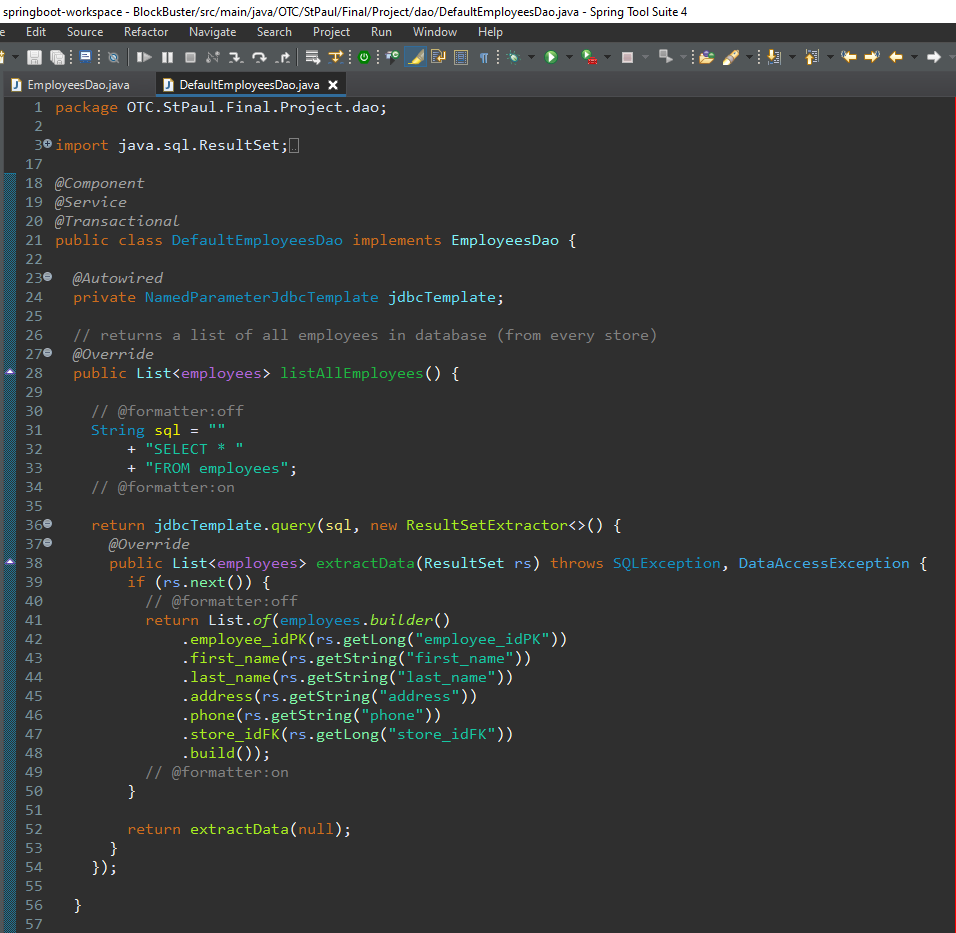 springboot-workspace - BlockBuster/src/main/java/OTC/StPaul/Final/Project/dao/DefaultEmployeesDao.java - Spring Tool Suite 4
e Edit Source Refactor Navigate Search Project Run Window Help
EmployeesDao.java DefaultEmployeesDao.java
1 package OTC.StPaul.Final.Project.dao;
2
3 import java.sql.ResultSet;
17
18 @Component
19 @Service
20 @Transactional
21 public class DefaultEmployeesDao implements EmployeesDao {
22
23 @Autowired
24 private NamedParameterJdbcTemplate jdbcTemplate;
25
26 // returns a list of all employees in database (from every store)
27 @Override
28 public List<employees> listAllEmployees() {
29
30 // @formatter:off
31 String sql = ""
32 + "SELECT * "
33 + "FROM employees";
34 // @formatter:on
35
36 return jdbcTemplate.query(sql, new ResultSetExtractor<>() {
37 @Override
38 public List<employees> extractData(ResultSet rs) throws SQLException, DataAccessException {
39 if (rs.next()) {
40 // @formatter:off
41 return List.of(employees.builder()
42 .employee_idPK(rs.getLong("employee_idPK"))
43 .first_name(rs.getString("first_name"))
44 .last_name(rs.getString("last_name"))
45 .address(rs.getString("address"))
46 .phone(rs.getString("phone"))
47 .store_idFK(rs.getLong("store_idFK"))
48 .build());
49 // @formatter:on
50 }
51
52 return extractData(null);
53 }
54 });
55
56 }
57